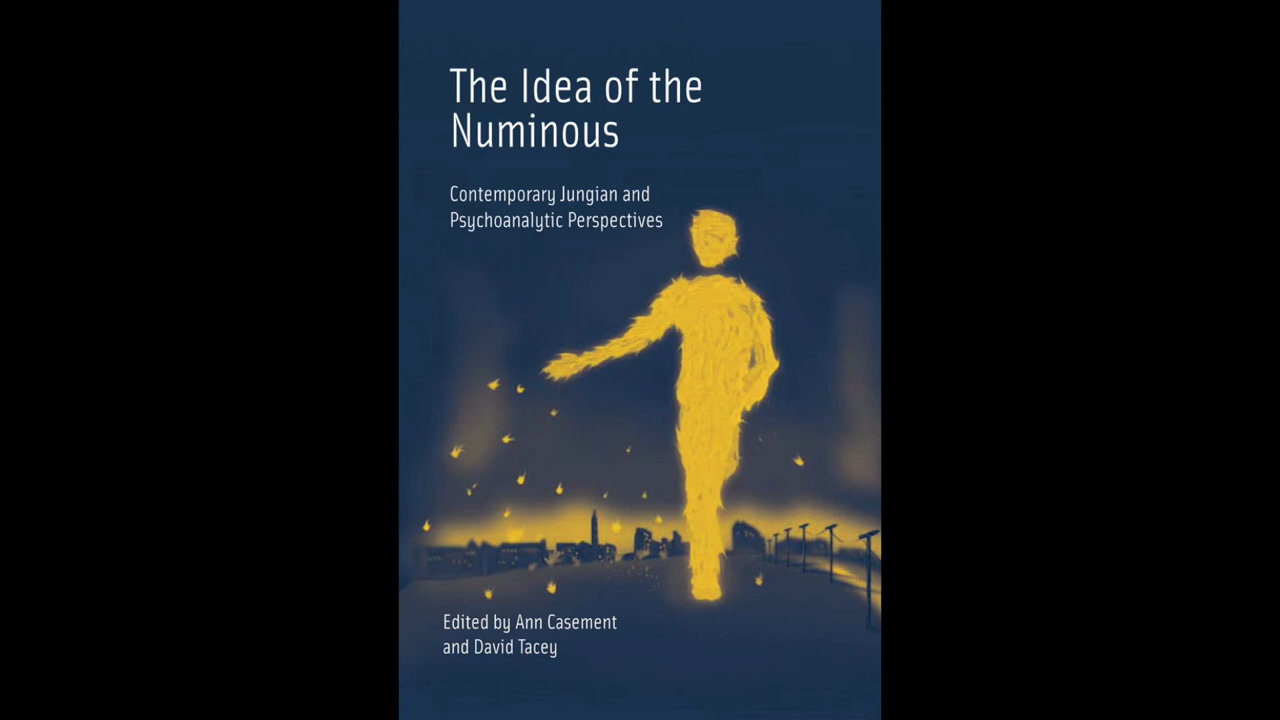 The Idea of the
Numinous
Contemporary Jungian and
Psychoanalytic Perspectives
Edited by Ann Casement
and David Tacey